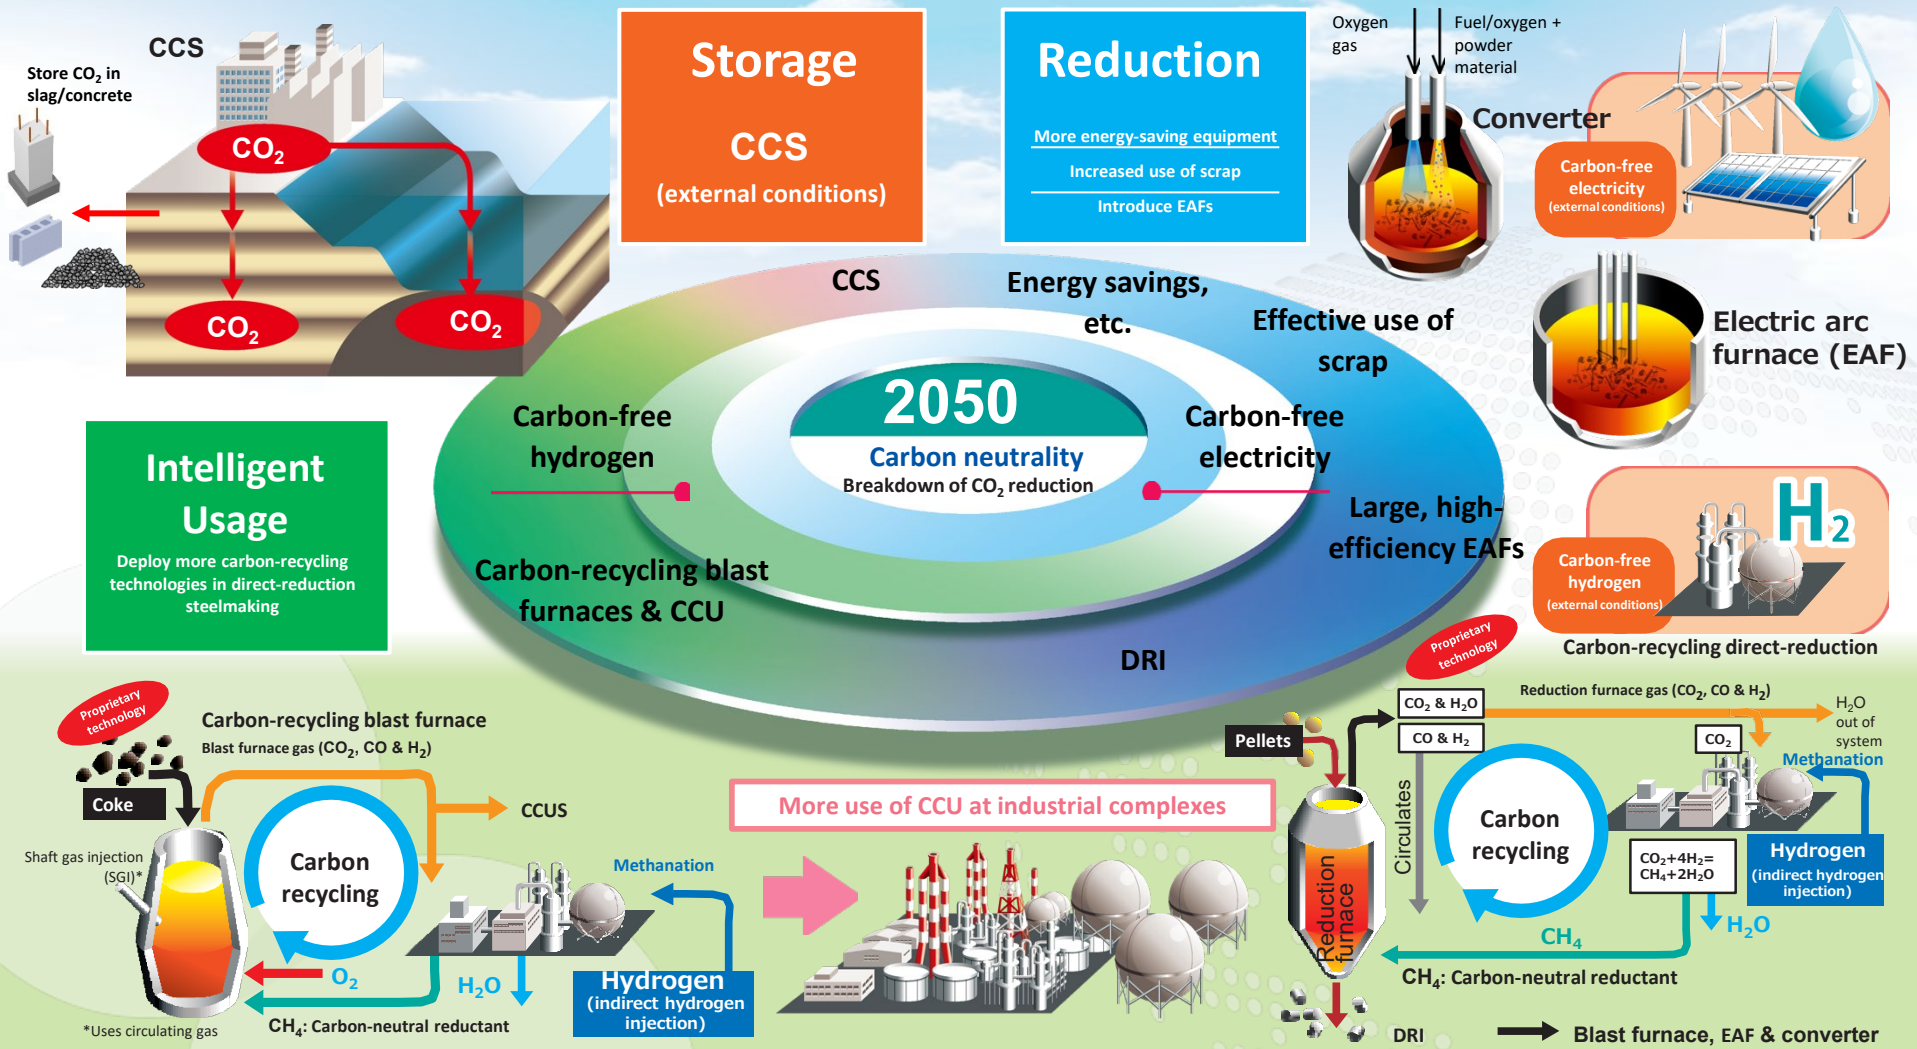 CCS
Store CO₂ in
slag/concrete
CO₂
CO₂
CO₂
Storage
CCS
(external conditions)
Reduction
More energy-saving equipment
Increased use of scrap
Introduce EAFs
Oxygen
gas
Fuel/oxygen +
powder
material
Converter
Carbon-free
electricity
(external conditions)
Electric arc
furnace (EAF)
CCS
Energy savings,
etc.
Effective use of
scrap
Carbon-free
hydrogen
2050
Carbon neutrality
Breakdown of CO₂ reduction
Carbon-free
electricity
Large, high-
efficiency EAFs
Carbon-recycling blast
furnaces & CCU
DRI
Intelligent
Usage
Deploy more carbon-recycling
technologies in direct-reduction
steelmaking
H₂
Carbon-free
hydrogen
(external conditions)
Carbon-recycling direct-reduction
Proprietary
technology
Carbon-recycling blast furnace
Blast furnace gas (CO₂, CO & H₂)
Coke
CCUS
Shaft gas injection
(SGI)*
Carbon
recycling
Methanation
O₂
H₂O
Hydrogen
(indirect hydrogen
injection)
*Uses circulating gas
CH₄: Carbon-neutral reductant
More use of CCU at industrial complexes
Proprietary
technology
Reduction furnace gas (CO₂, CO & H₂)
CO₂ & H₂O
CO & H₂
H₂O
out of
system
Pellets
CO₂
Methanation
Circulates
Carbon
recycling
Reduction
furnace
CO₂+4H₂=
CH₄+2H₂O
Hydrogen
(indirect hydrogen
injection)
CH₄
H₂O
CH₄: Carbon-neutral reductant
DRI
Blast furnace, EAF & converter